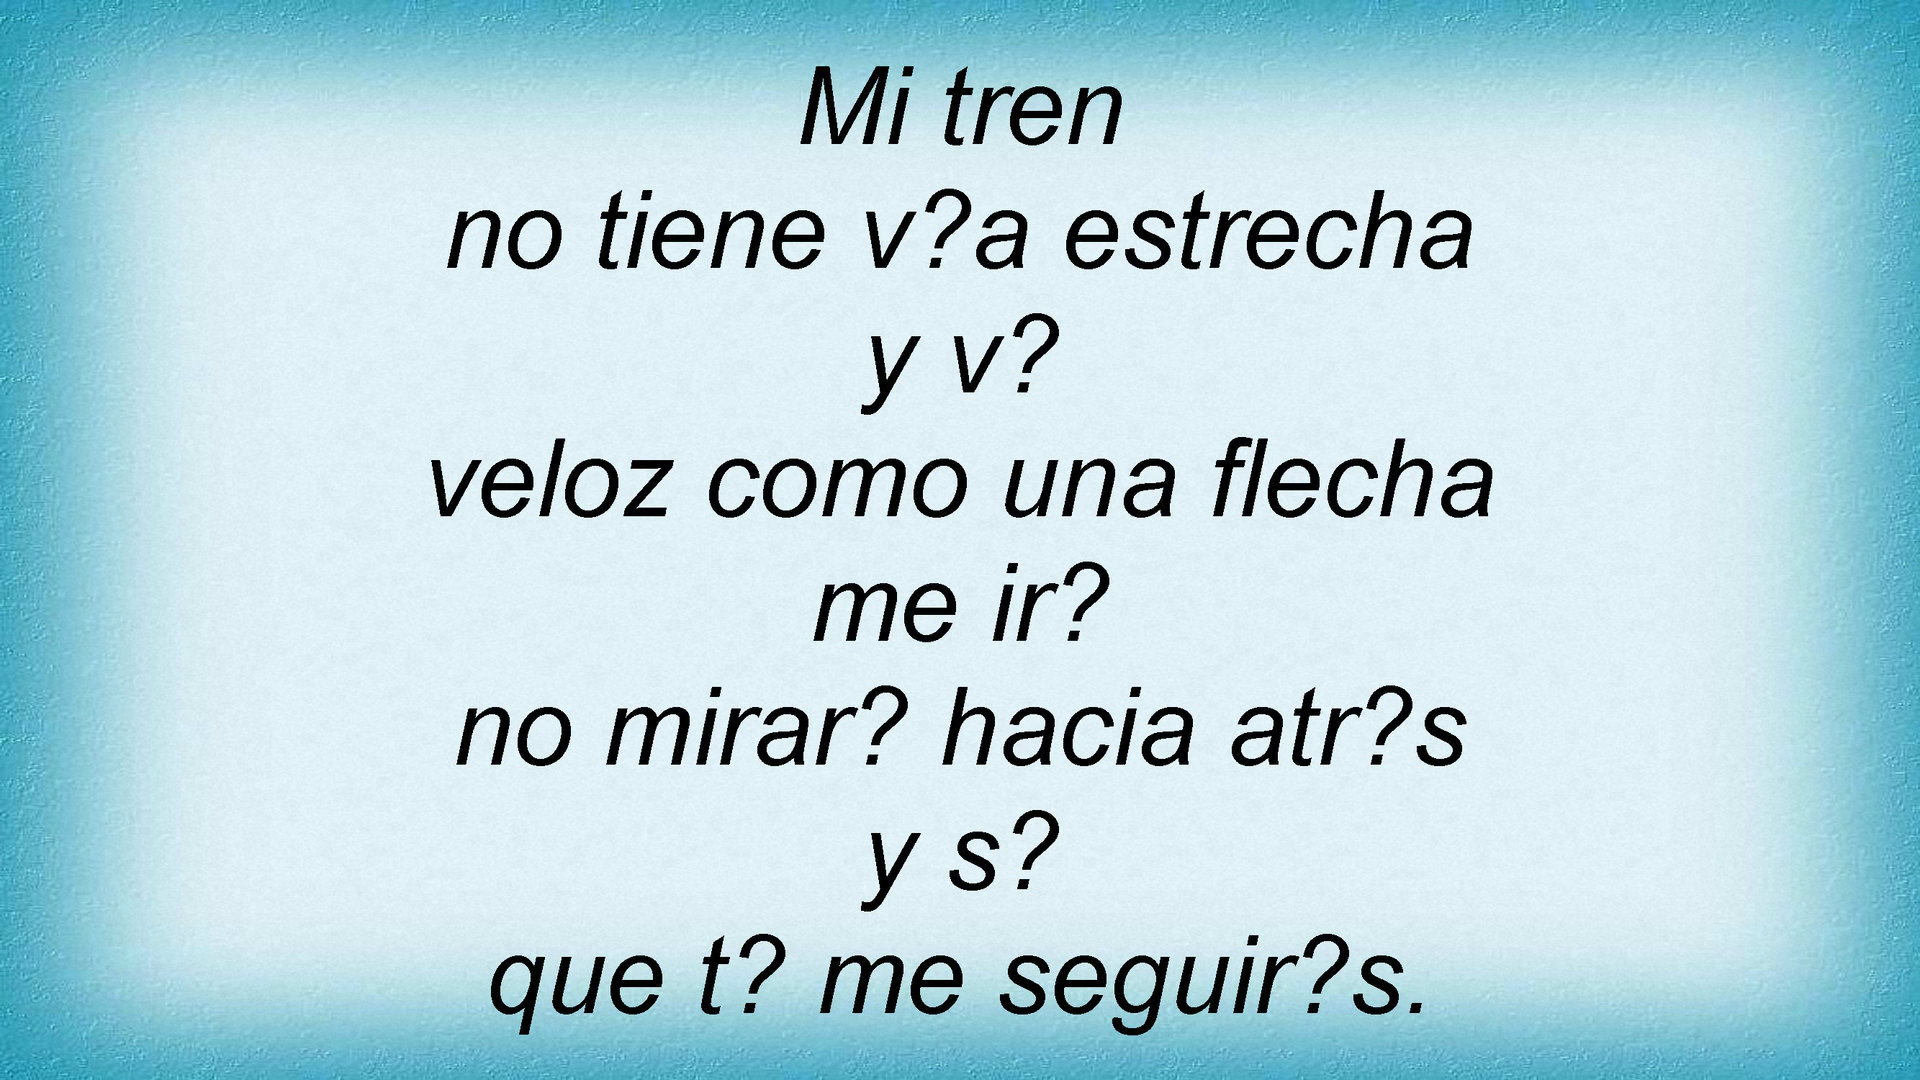 Mi tren
no tiene v?a estrecha
y v?
veloz como una flecha
me ir?
no mirar? hacia atr?s
y s?
que t? me seguir?s.